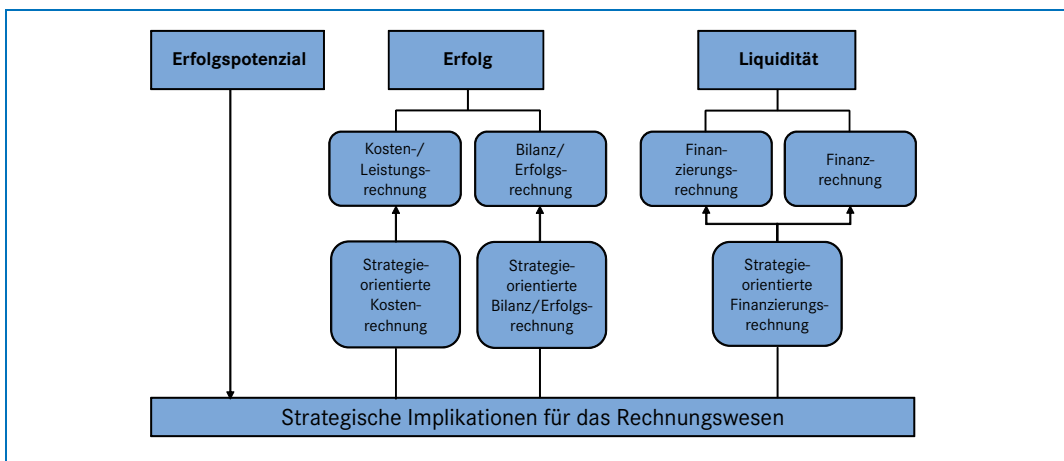 Erfolgspotenzial
Erfolg
Liquidität
Kosten-/
Leistungs-
rechnung
Bilanz/
Erfolgs-
rechnung
Finan-
zierungs-
rechnung
Finanz-
rechnung
Strategie-
orientierte
Kosten-
rechnung
Strategie-
orientierte
Bilanz/Erfolgs-
rechnung
Strategie-
orientierte
Finanzierungs-
rechnung
Strategische Implikationen für das Rechnungswesen